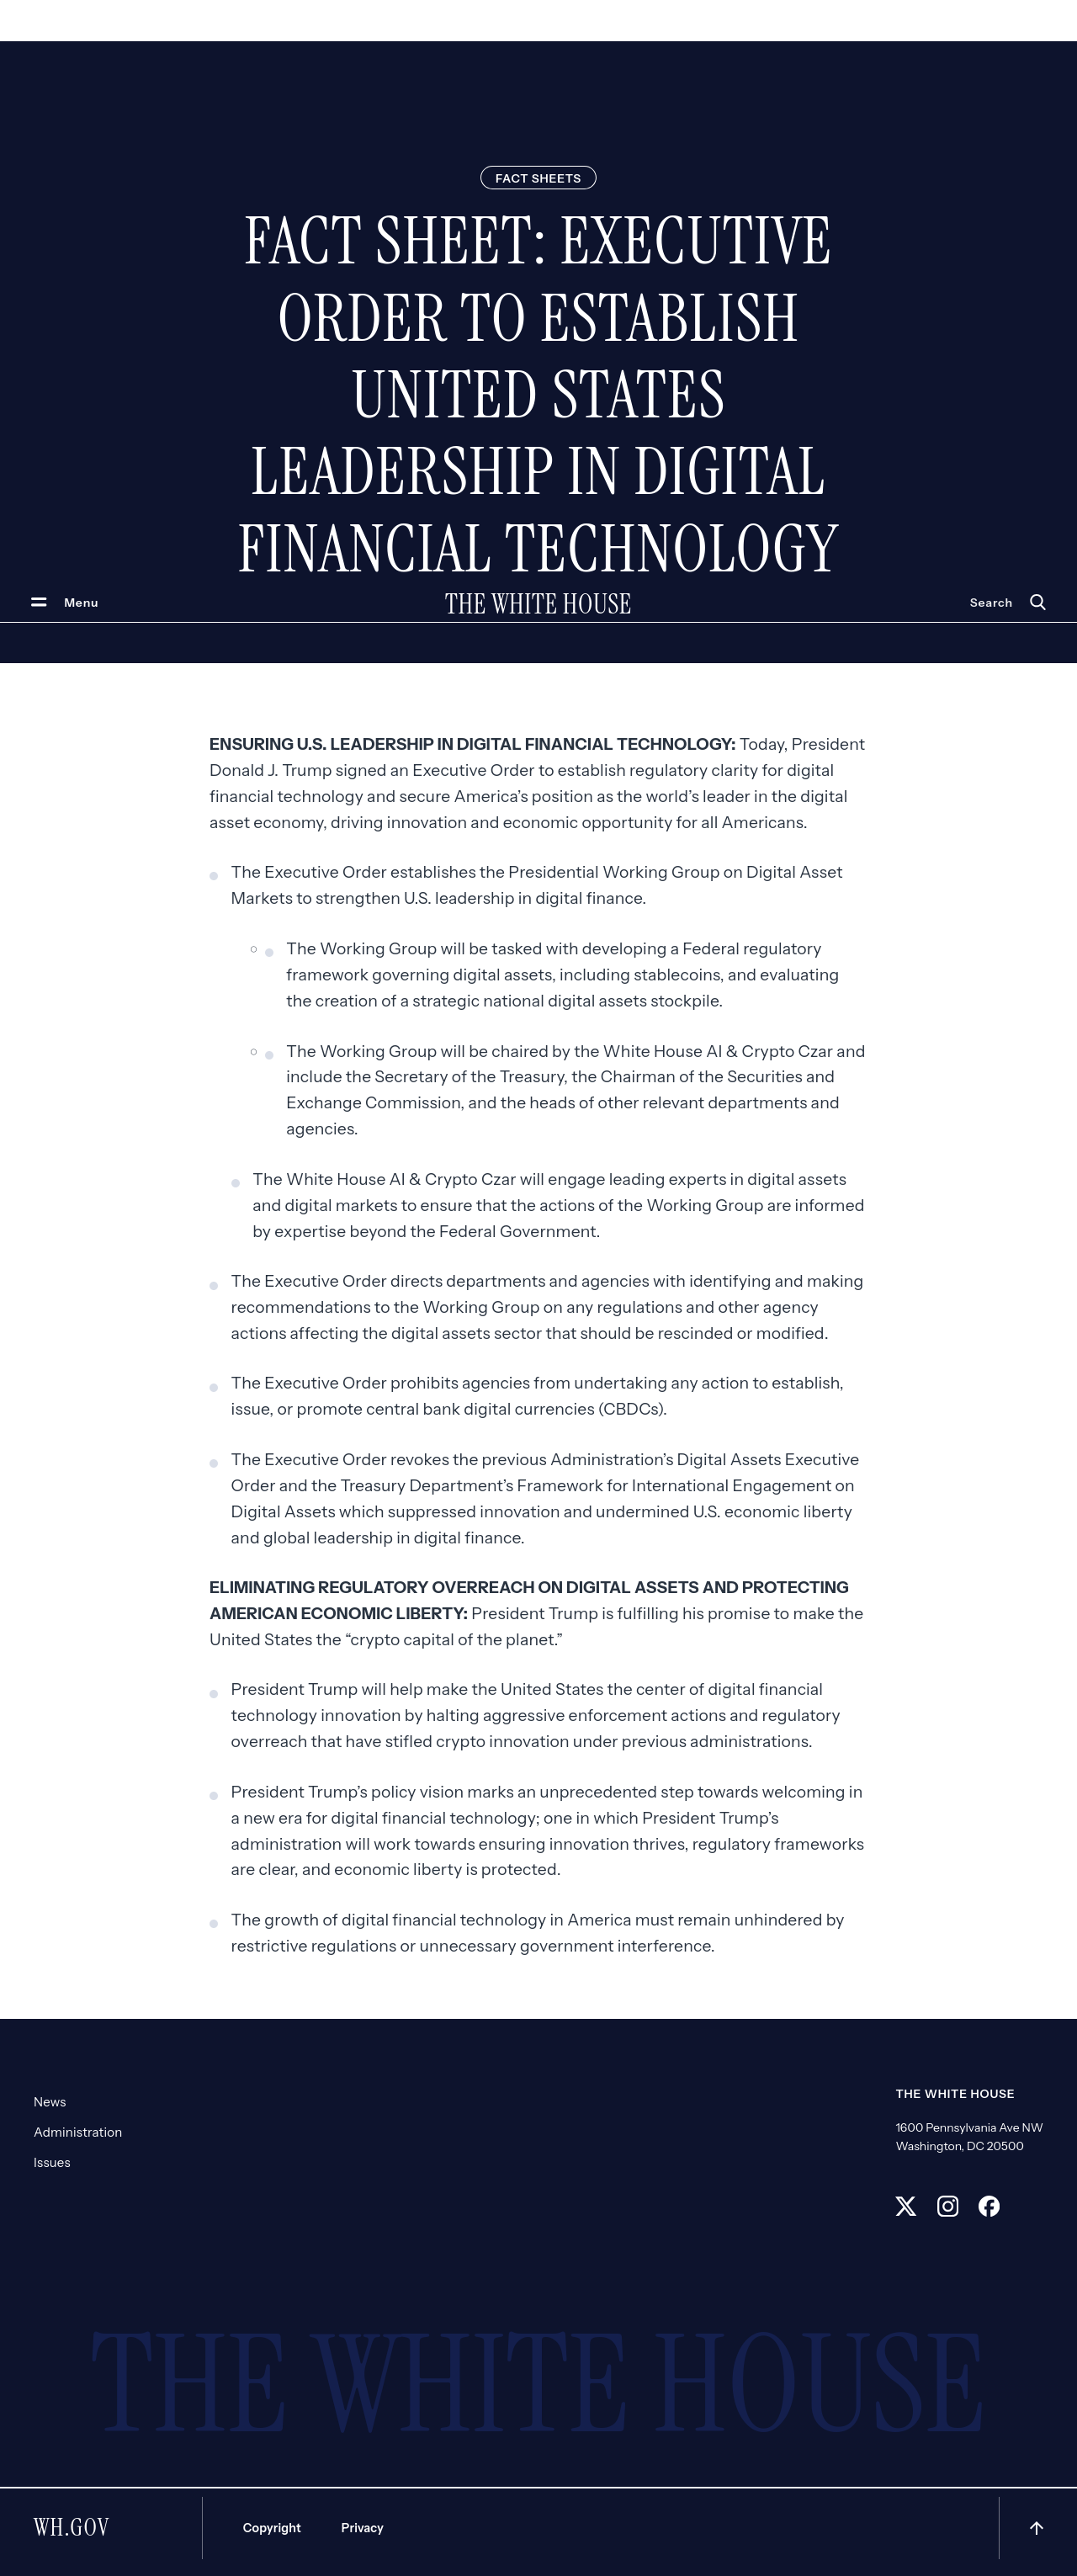 FACT SHEETS
FACT SHEET: EXECUTIVE
ORDER TO ESTABLISH
UNITED STATES
LEADERSHIP IN DIGITAL
FINANCIAL TECHNOLOGY
Menu
THE WHITE HOUSE
Search
ENSURING U.S. LEADERSHIP IN DIGITAL FINANCIAL TECHNOLOGY: Today, President
Donald J. Trump signed an Executive Order to establish regulatory clarity for digital
financial technology and secure America’s position as the world’s leader in the digital
asset economy, driving innovation and economic opportunity for all Americans.
The Executive Order establishes the Presidential Working Group on Digital Asset
Markets to strengthen U.S. leadership in digital finance.
The Working Group will be tasked with developing a Federal regulatory
framework governing digital assets, including stablecoins, and evaluating
the creation of a strategic national digital assets stockpile.
The Working Group will be chaired by the White House AI & Crypto Czar and
include the Secretary of the Treasury, the Chairman of the Securities and
Exchange Commission, and the heads of other relevant departments and
agencies.
The White House AI & Crypto Czar will engage leading experts in digital assets
and digital markets to ensure that the actions of the Working Group are informed
by expertise beyond the Federal Government.
The Executive Order directs departments and agencies with identifying and making
recommendations to the Working Group on any regulations and other agency
actions affecting the digital assets sector that should be rescinded or modified.
The Executive Order prohibits agencies from undertaking any action to establish,
issue, or promote central bank digital currencies (CBDCs).
The Executive Order revokes the previous Administration’s Digital Assets Executive
Order and the Treasury Department’s Framework for International Engagement on
Digital Assets which suppressed innovation and undermined U.S. economic liberty
and global leadership in digital finance.
ELIMINATING REGULATORY OVERREACH ON DIGITAL ASSETS AND PROTECTING
AMERICAN ECONOMIC LIBERTY: President Trump is fulfilling his promise to make the
United States the “crypto capital of the planet.”
President Trump will help make the United States the center of digital financial
technology innovation by halting aggressive enforcement actions and regulatory
overreach that have stifled crypto innovation under previous administrations.
President Trump’s policy vision marks an unprecedented step towards welcoming in
a new era for digital financial technology; one in which President Trump’s
administration will work towards ensuring innovation thrives, regulatory frameworks
are clear, and economic liberty is protected.
The growth of digital financial technology in America must remain unhindered by
restrictive regulations or unnecessary government interference.
News
Administration
Issues
THE WHITE HOUSE
1600 Pennsylvania Ave NW
Washington, DC 20500
THE WHITE HOUSE
WH.GOV
Copyright
Privacy